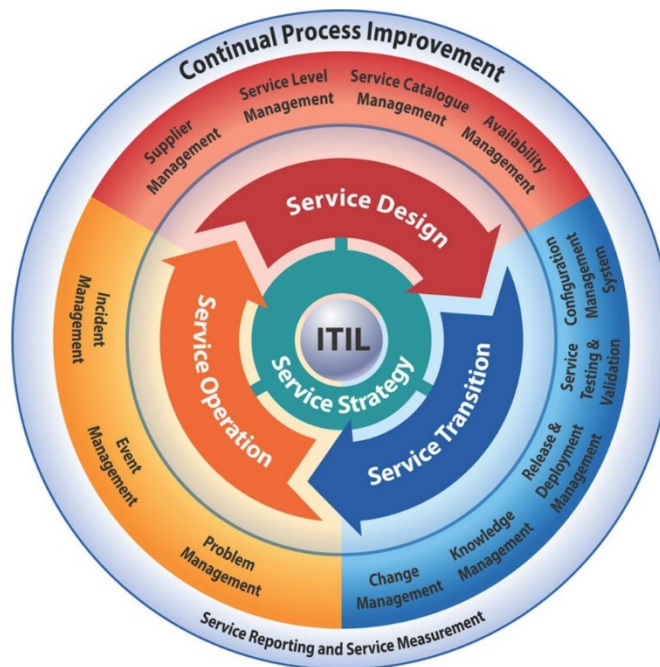 Continual Process Improvement
Supplier
Management
Service Level
Management
Service Catalogue
Management
Availability
Management
Configuration
Management
System
Service
Testing &
Validation
Release &
Deployment
Management
Knowledge
Management
Change
Management
Problem
Management
Event
Management
Incident
Management
Service Design
Service Transition
Service Operation
Service Strategy
ITIL
Service Reporting and Service Measurement